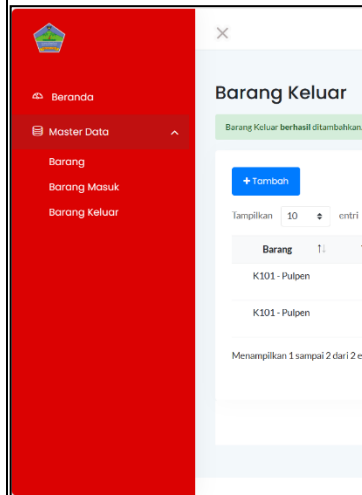 Beranda
Master Data
Barang
Barang Masuk
Barang Keluar
Barang Keluar
Barang Keluar berhasil ditambahkan.
+Tambah
Tampilkan 10 entri
Barang
K101 - Pulpen
K101 - Pulpen
Menampilkan 1 sampai 2 dari 2 e